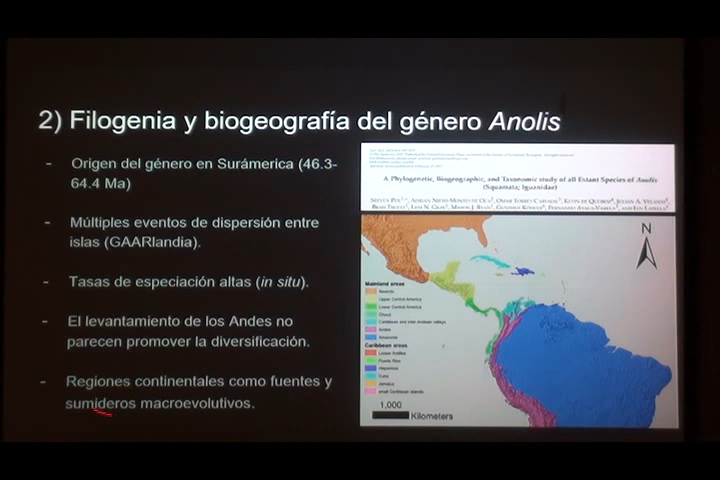 2) Filogenia y biogeografía del género Anolis
- Origen del género en Surámerica (46.3-
64.4 Ma)
- Múltiples eventos de dispersión entre
islas (GAARlandia).
- Tasas de especiación altas (in situ).
- El levantamiento de los Andes no
parecen promover la diversificación.
- Regiones continentales como fuentes y
sumideros macroevolutivos.
A Phylogenetic, Biogeographic, and Taxonomic study of all Extant Species of Anolis
(Squamata; Iguanidae)
N
Mainland areas
Nearctic
Upper Central America
Lower Central America
Chocó
Caribbean and inter-Andean valleys
Andes
Amazonia
Caribbean areas
Lesser Antilles
Puerto Rico
Hispaniola
Cuba
Jamaica
small Caribbean islands
1,000
Kilometers